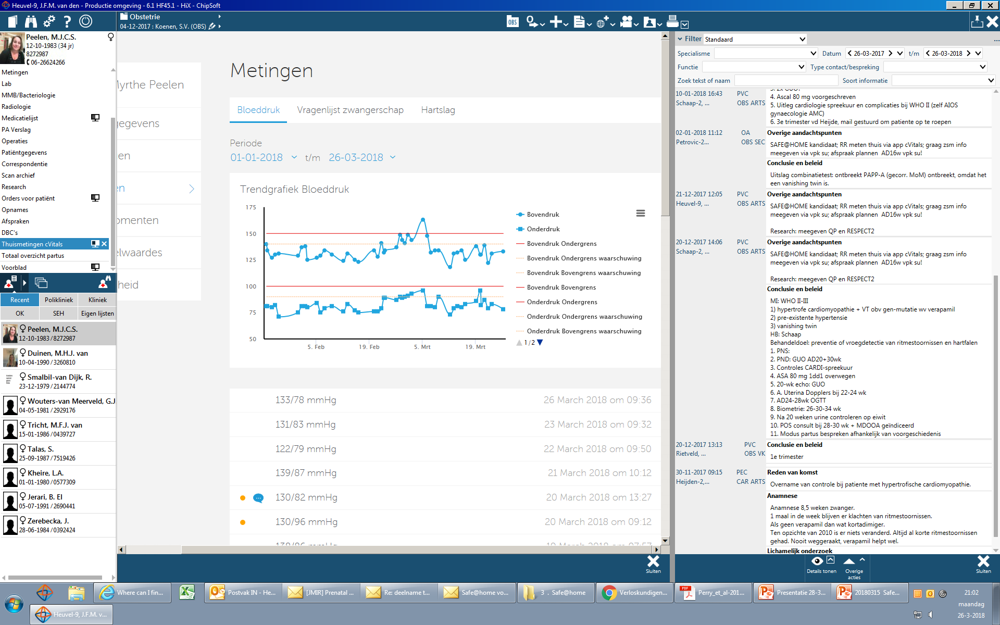 Heuvel-9, J.F.M. van den - Productie omgeving - 6.1 HF45.1 - HiX - ChipSoft
Obstetrie
04-12-2017 : Koenen, S.V. (OBS)
OBS
Peelen, M.J.C.S.
12-10-1983 (34 jr)
8272987
06-26624266
Metingen
Lab
MMB/Bacteriologie
Radiologie
Medicatielijst
PA Verslag
Operaties
Patiëntgegevens
Correspondentie
Scan archief
Research
Orders voor patiënt
Opnames
Afspraken
DBC's
Thuismetingen cVitals
Totaal overzicht partus
Voorblad
Recent
Polikliniek
Kliniek
OK
SEH
Eigen lijsten
Peelen, M.J.C.S.
12-10-1983 / 8272987
Duinen, M.H.J. van
10-04-1990 / 3260810
Smalbil-van Dijk, R.
23-12-1979 / 2144774
Wouters-van Meerveld, G.J
04-05-1981 / 2929176
Tricht, M.F.J. van
15-01-1986 / 0439727
Talas, S.
25-09-1987 / 7519426
Kheire, L.A.
01-01-1980 / 0577309
Jerari, B. El
05-07-1991 / 2690441
Zerebecka, J.
28-06-1984 / 0392424
Myrthe Peelen
gegevens
en
en
omenten
elwaardes
heid
Metingen
Bloeddruk
Vragenlijst zwangerschap
Hartslag
Periode
01-01-2018 t/m 26-03-2018
Trendgrafiek Bloeddruk
175
150
125
100
75
50
5. Feb
19. Feb
5. Mrt
19. Mrt
Bovendruk
Onderdruk
Bovendruk Ondergrens
Bovendruk Ondergrens waarschuwing
Bovendruk Bovengrens waarschuwing
Bovendruk Bovengrens
Onderdruk Ondergrens
Onderdruk Ondergrens waarschuwing
Onderdruk Bovengrens waarschuwing
1/2
133/78 mmHg 26 March 2018 om 09:36
131/83 mmHg 23 March 2018 om 09:32
122/79 mmHg 22 March 2018 om 09:50
139/87 mmHg 21 March 2018 om 10:12
130/82 mmHg 20 March 2018 om 13:27
130/96 mmHg 20 March 2018 om 09:12
138/86 mmHg 19 March 2018 om 07:57
Sluiten
Filter Standaard
...
Specialisme
Datum 26-03-2017 t/m 26-03-2018
Functie
Type contact/bespreking
Zoek tekst of naam
Soort informatie
10-01-2018 16:43 PVC
Schaap-2, ... OBS ARTS
4. Ascal 80 mg voorgeschreven
5. Uitleg cardiologie spreekuur en complicaties bij WHO II (zelf AIOS
gynaecologie AMC)
6. 3e trimester vd Heijde, mail gestuurd om patiente op te roepen
02-01-2018 11:12 OA
Petrovic-2... OBS SEC
Overige aandachtspunten
SAFE@HOME kandidaat; RR meten thuis via app cVitals; graag zsm info
meegeven via vpk su; afspraak plannen AD16w vpk su!
Conclusie en beleid
Uitslag combinatietest: ontbreekt PAPP-A (gecorr. MoM) ontbreekt, omdat het
een vanishing twin is.
21-12-2017 12:05 PVC
Heuvel-9, ... OBS ARTS
Overige aandachtspunten
SAFE@HOME kandidaat; RR meten thuis via app cVitals; graag zsm info
meegeven via vpk su; afspraak plannen AD16w vpk su!
Research: meegeven QP en RESPECT2
20-12-2017 14:06 PVC
Schaap-2, ... OBS ARTS
Overige aandachtspunten
SAFE@HOME kandidaat; RR meten thuis via app cVitals; graag zsm info
meegeven via vpk su; afspraak plannen AD16w vpk su!
Research: meegeven QP en RESPECT2
Conclusie en beleid
MI: WHO II-III
1) hypertrofe cardiomyopathie + VT obv gen-mutatie wv verapamil
2) pre-existente hypertensie
3) vanishing twin
HB: Schaap
Behandeldoel: preventie of vroegdetectie van ritmestoornissen en hartfalen
1. PNS:
2. PND: GUO AD20+30wk
3. Controles CARDI-spreekuur
4. ASA 80 mg 1dd1 overwegen
5. 20-wk echo: GUO
6. A. Uterina Dopplers bij 22-24 wk
7. AD24-28wk OGTT
8. Biometrie: 26-30-34 wk
9. Na 20 weken urine controleren op eiwit
10. POS consult bij 28-30 wk + MDOOA geïndiceerd
11. Modus partus bespreken afhankelijk van voorgeschiedenis
20-12-2017 13:13 PVC
Rietveld, ... OBS VK
Conclusie en beleid
1e trimester
30-11-2017 09:15 PEC
Heijden-2,... CAR ARTS
Reden van komst
Overname van controle bij patiente met hypertrofische cardiomyopathie.
Anamnese
Anamnese 8,5 weken zwanger.
1 maal in de week blijven er klachten van ritmestoornissen.
Als geen verapamil dan wat kortadimiger.
Ten opzichte van 2010 is er niets veranderd. Altijd al korte ritmestoornissen
gehad. Nooit weggeraakt, verapamil helpt wel.
Lichamelijk onderzoek
Details tonen
Overige
acties
Sluiten
Where can I fin...
Postvak IN - He...
[JMIR] Prenatal ...
Re: deelname t...
Safe@home vo...
3 . Safe@home
Verloskundigen...
PDF
Perry_et_al-201...
Presentatie 28-3...
20180315 Safe...
Heuvel-9, J.F.M. v...
21:02
maandag
26-3-2018